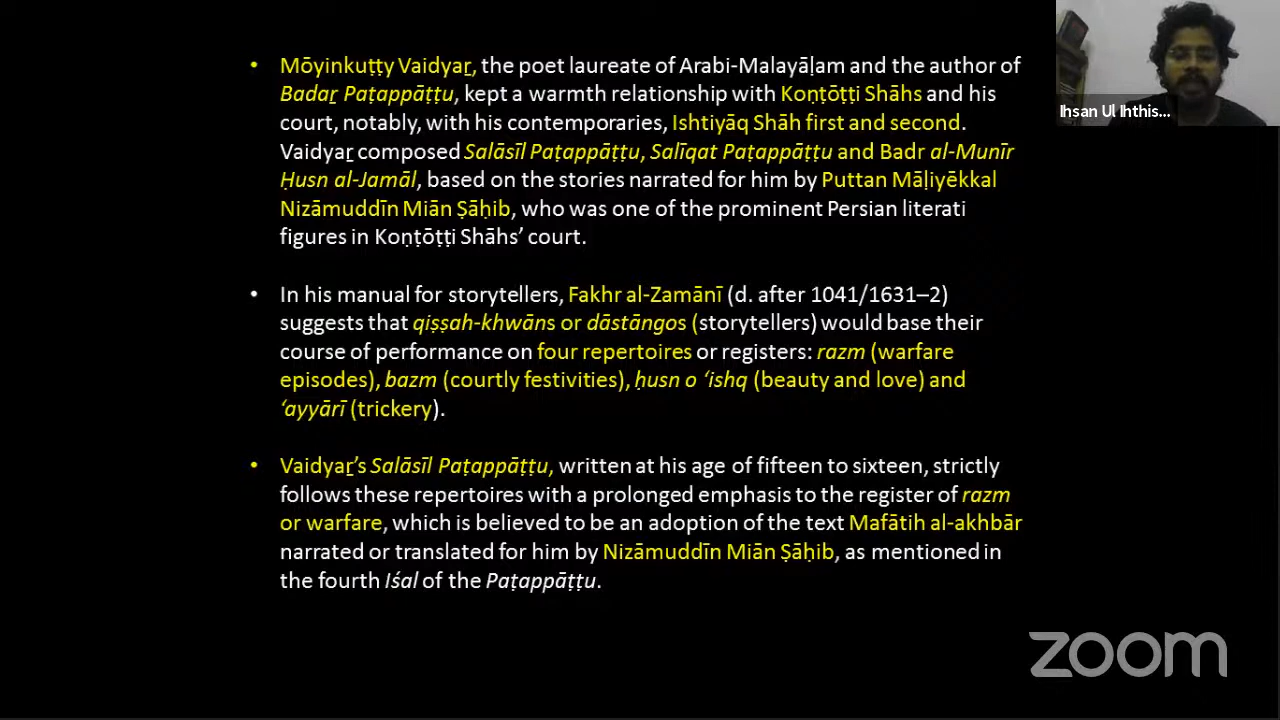 • Mōyinkuṭṭy Vaidyaṟ, the poet laureate of Arabi-Malayāḷam and the author of
Badaṟ Paṭappāṭṭu, kept a warmth relationship with Koṇṭōṭṭi Shāhs and his
court, notably, with his contemporaries, Ishtiyāq Shāh first and second.
Vaidyaṟ composed Salāsīl Paṭappāṭṭu, Salīqat Paṭappāṭṭu and Badr al-Munīr
Ḥusn al-Jamāl, based on the stories narrated for him by Puttan Māḷiyēkkal
Nizāmuddīn Miān Ṣāḥib, who was one of the prominent Persian literati
figures in Koṇṭōṭṭi Shāhs’ court.
• In his manual for storytellers, Fakhr al-Zamānī (d. after 1041/1631–2)
suggests that qiṣṣah-khwāns or dāstāngos (storytellers) would base their
course of performance on four repertoires or registers: razm (warfare
episodes), bazm (courtly festivities), ḥusn o ‘ishq (beauty and love) and
‘ayyārī (trickery).
• Vaidyaṟ’s Salāsīl Paṭappāṭṭu, written at his age of fifteen to sixteen, strictly
follows these repertoires with a prolonged emphasis to the register of razm
or warfare, which is believed to be an adoption of the text Mafātih al-akhbār
narrated or translated for him by Nizāmuddīn Miān Ṣāḥib, as mentioned in
the fourth Iśal of the Paṭappāṭṭu.
Ihsan Ul Ihthis...
zoom